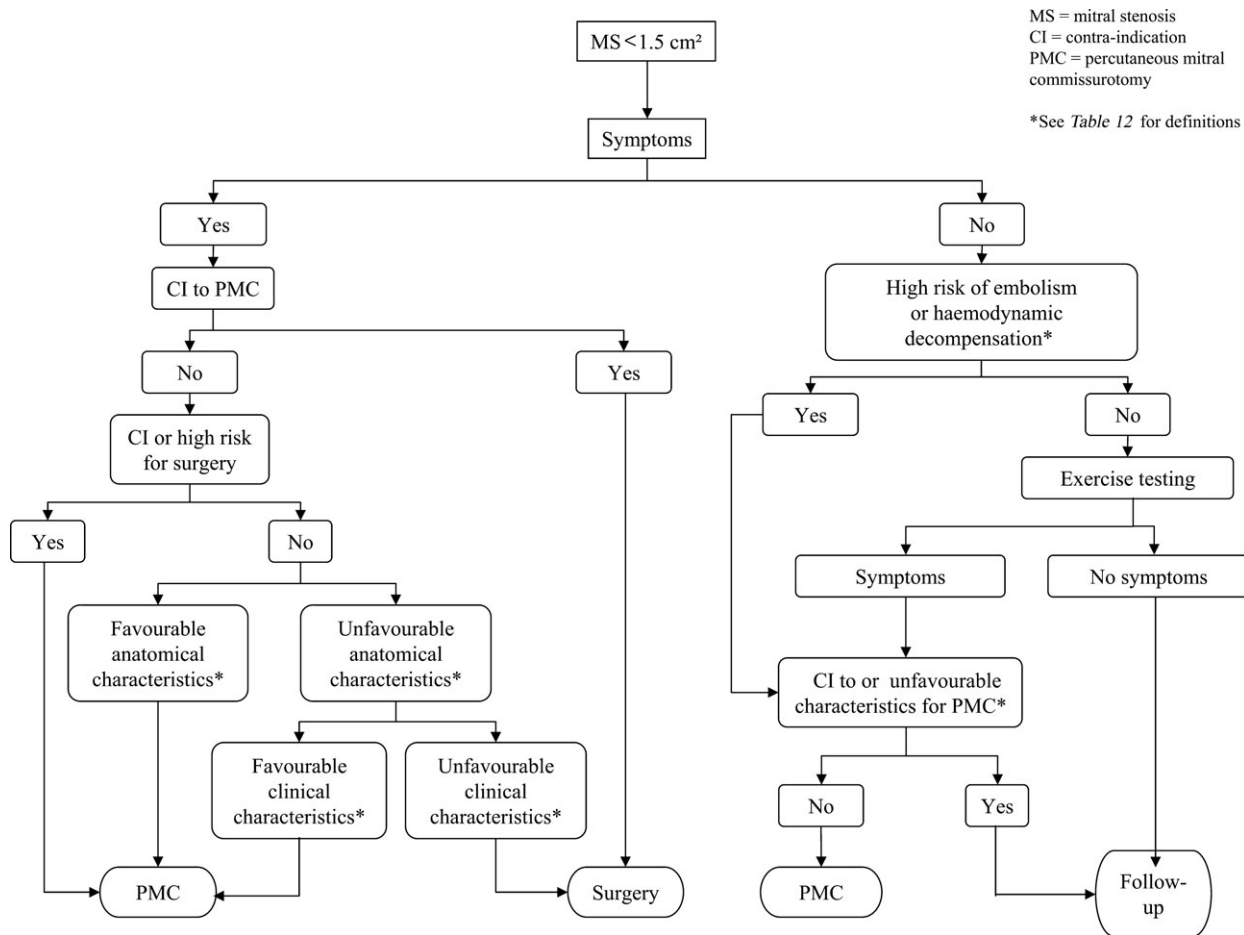 MS = mitral stenosis
CI = contra-indication
PMC = percutaneous mitral
commissurotomy
*See Table 12 for definitions
MS<1.5 cm²
Symptoms
Yes
No
CI to PMC
High risk of embolism
or haemodynamic
decompensation*
No
Yes
Yes
No
CI or high risk
for surgery
Exercise testing
Yes
No
Symptoms
No symptoms
Favourable
anatomical
characteristics*
Unfavourable
anatomical
characteristics*
CI to or unfavourable
characteristics for PMC*
Favourable
clinical
characteristics*
Unfavourable
clinical
characteristics*
No
Yes
PMC
Surgery
PMC
Follow-
up